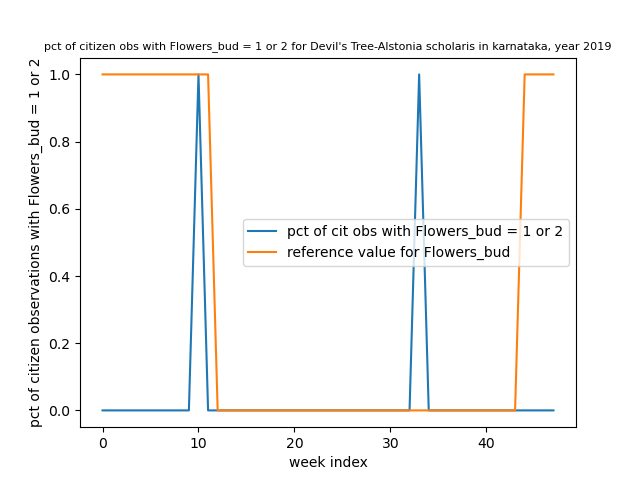 pct of citizen obs with Flowers_bud = 1 or 2 for Devil's Tree-Alstonia scholaris in karnataka, year 2019
pct of citizen observations with Flowers_bud = 1 or 2
1.0
0.8
0.6
0.4
0.2
0.0
pct of cit obs with Flowers_bud = 1 or 2
reference value for Flowers_bud
0 10 20 30 40
week index